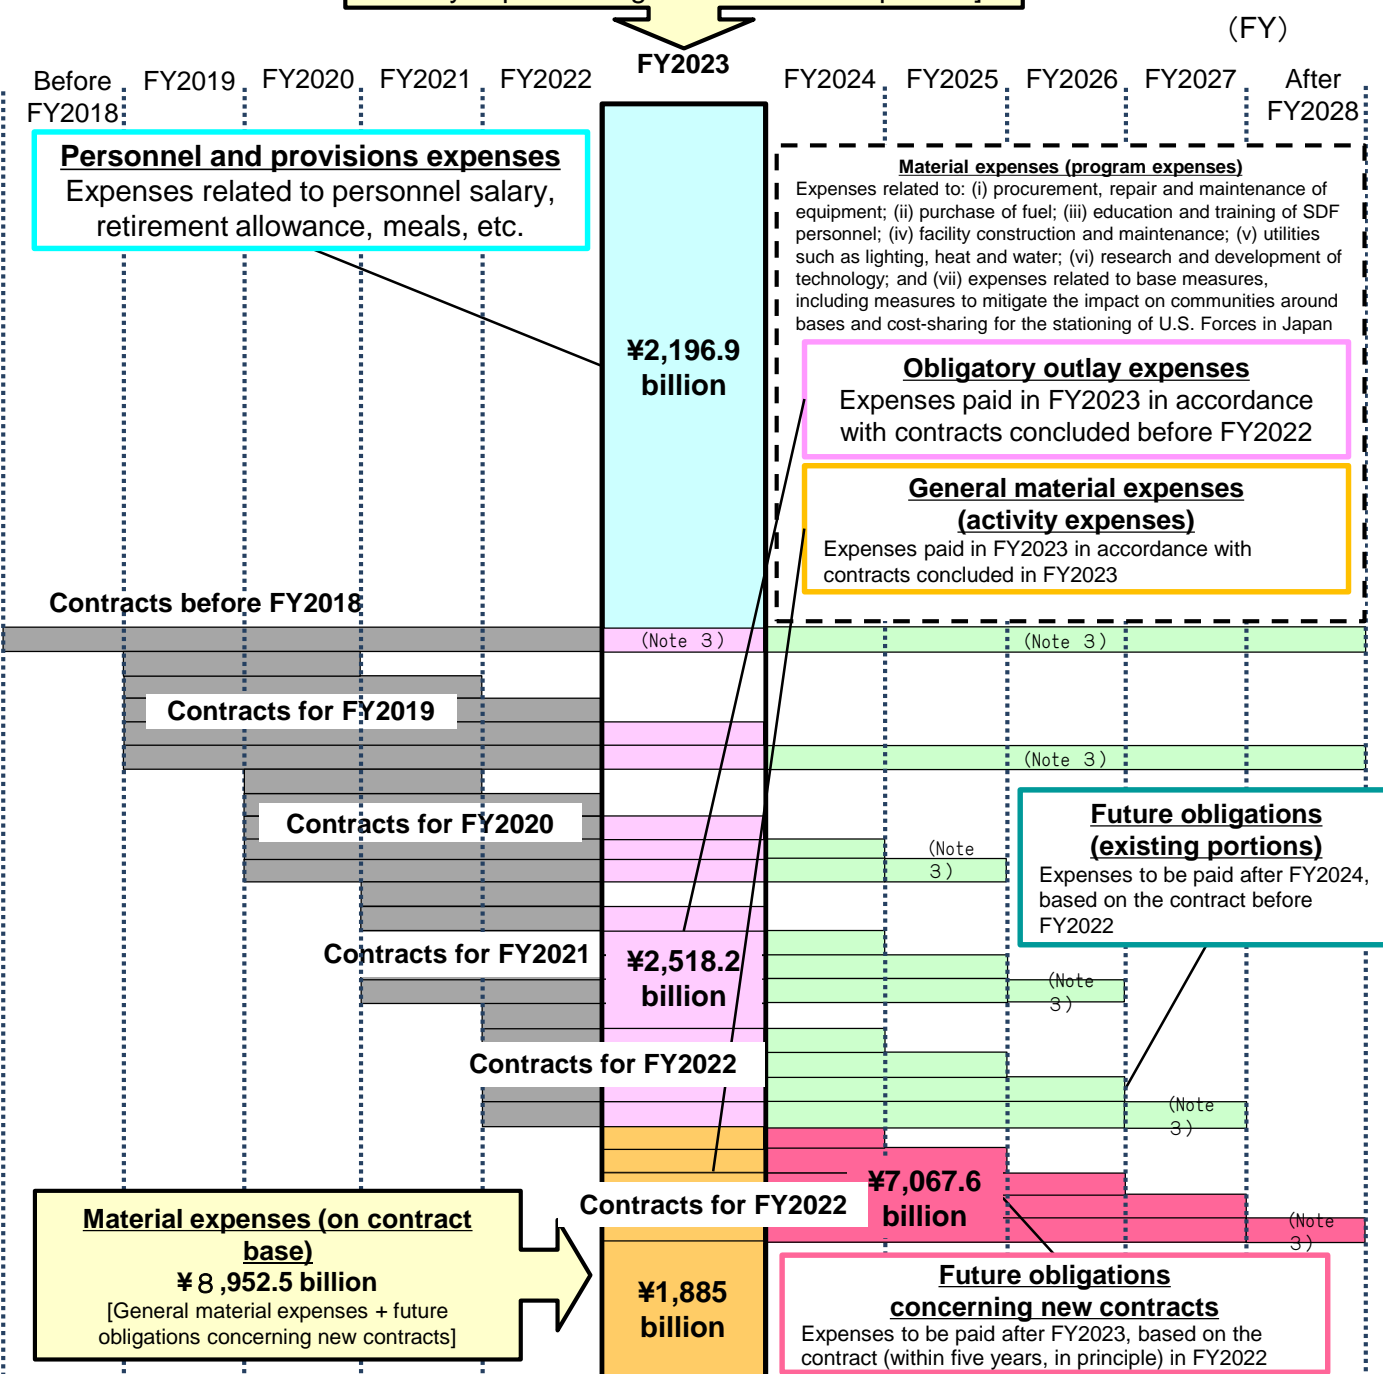 (FY)
Before
FY2018
FY2019
FY2020
FY2021
FY2022
FY2023
FY2024
FY2025
FY2026
FY2027
After
FY2028
Personnel and provisions expenses
Expenses related to personnel salary,
retirement allowance, meals, etc.
Material expenses (program expenses)
Expenses related to: (i) procurement, repair and maintenance of
equipment; (ii) purchase of fuel; (iii) education and training of SDF
personnel; (iv) facility construction and maintenance; (v) utilities
such as lighting, heat and water; (vi) research and development of
technology; and (vii) expenses related to base measures,
including measures to mitigate the impact on communities around
bases and cost-sharing for the stationing of U.S. Forces in Japan
¥2,196.9
billion
Obligatory outlay expenses
Expenses paid in FY2023 in accordance
with contracts concluded before FY2022
General material expenses
(activity expenses)
Expenses paid in FY2023 in accordance with
contracts concluded in FY2023
Contracts before FY2018
(Note 3)
(Note 3)
Contracts for FY2019
(Note 3)
Contracts for FY2020
(Note
3)
Future obligations
(existing portions)
Expenses to be paid after FY2024,
based on the contract before
FY2022
Contracts for FY2021
¥2,518.2
billion
(Note
3)
Contracts for FY2022
(Note
3)
¥7,067.6
billion
Contracts for FY2022
(Note
3)
Material expenses (on contract
base)
¥８,952.5 billion
[General material expenses + future
obligations concerning new contracts]
¥1,885
billion
Future obligations
concerning new contracts
Expenses to be paid after FY2023, based on the
contract (within five years, in principle) in FY2022